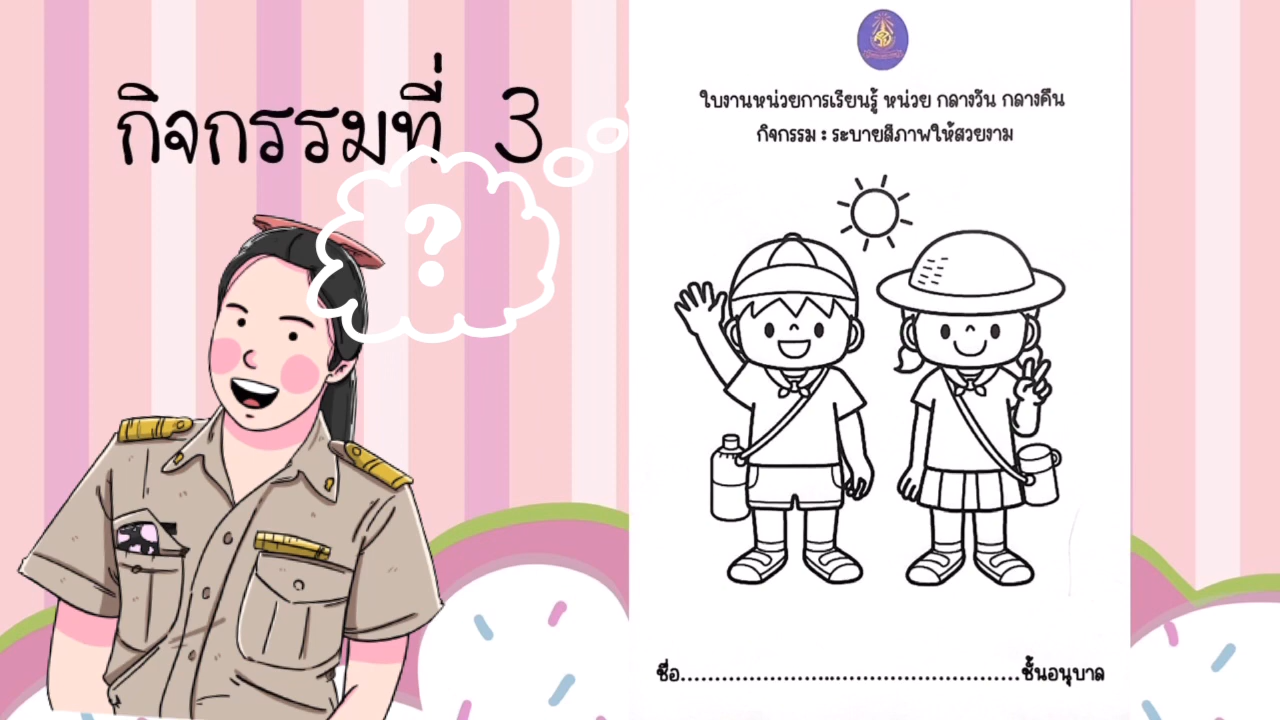 กิจกรรมที่ 3
?
ใบงานหน่วยการเรียนรู้ หน่วย กลางวัน กลางคืน
กิจกรรม : ระบายสีภาพให้สวยงาม
ชื่อ.....................................................ชั้นอนุบาล